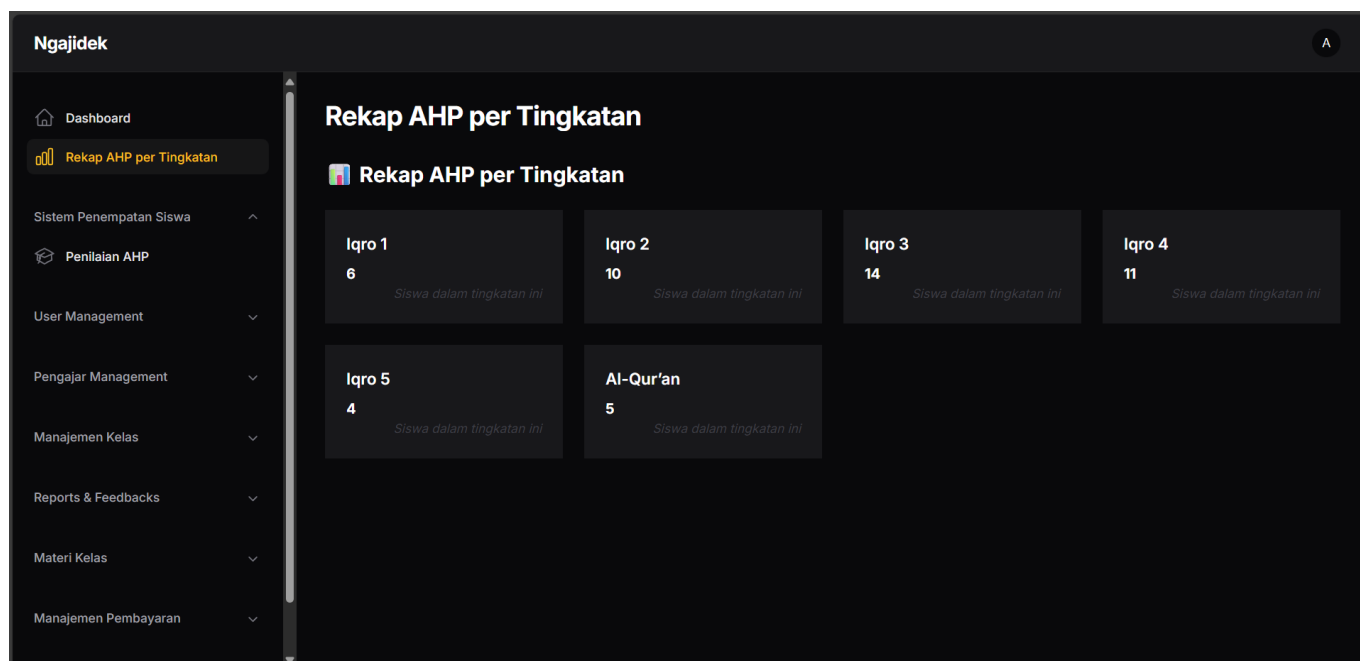 Ngajidek
A
Dashboard
Rekap AHP per Tingkatan
Sistem Penempatan Siswa
Penilaian AHP
User Management
Pengajar Management
Manajemen Kelas
Reports & Feedbacks
Materi Kelas
Manajemen Pembayaran
Rekap AHP per Tingkatan
Rekap AHP per Tingkatan
Iqro 1
6
Siswa dalam tingkatan ini
Iqro 2
10
Siswa dalam tingkatan ini
Iqro 3
14
Siswa dalam tingkatan ini
Iqro 4
11
Siswa dalam tingkatan ini
Iqro 5
4
Siswa dalam tingkatan ini
Al-Qur’an
5
Siswa dalam tingkatan ini